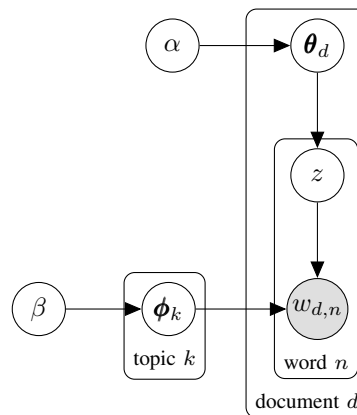 α
θ_d
z
β
ϕ_k
w_{d,n}
topic k
word n
document d